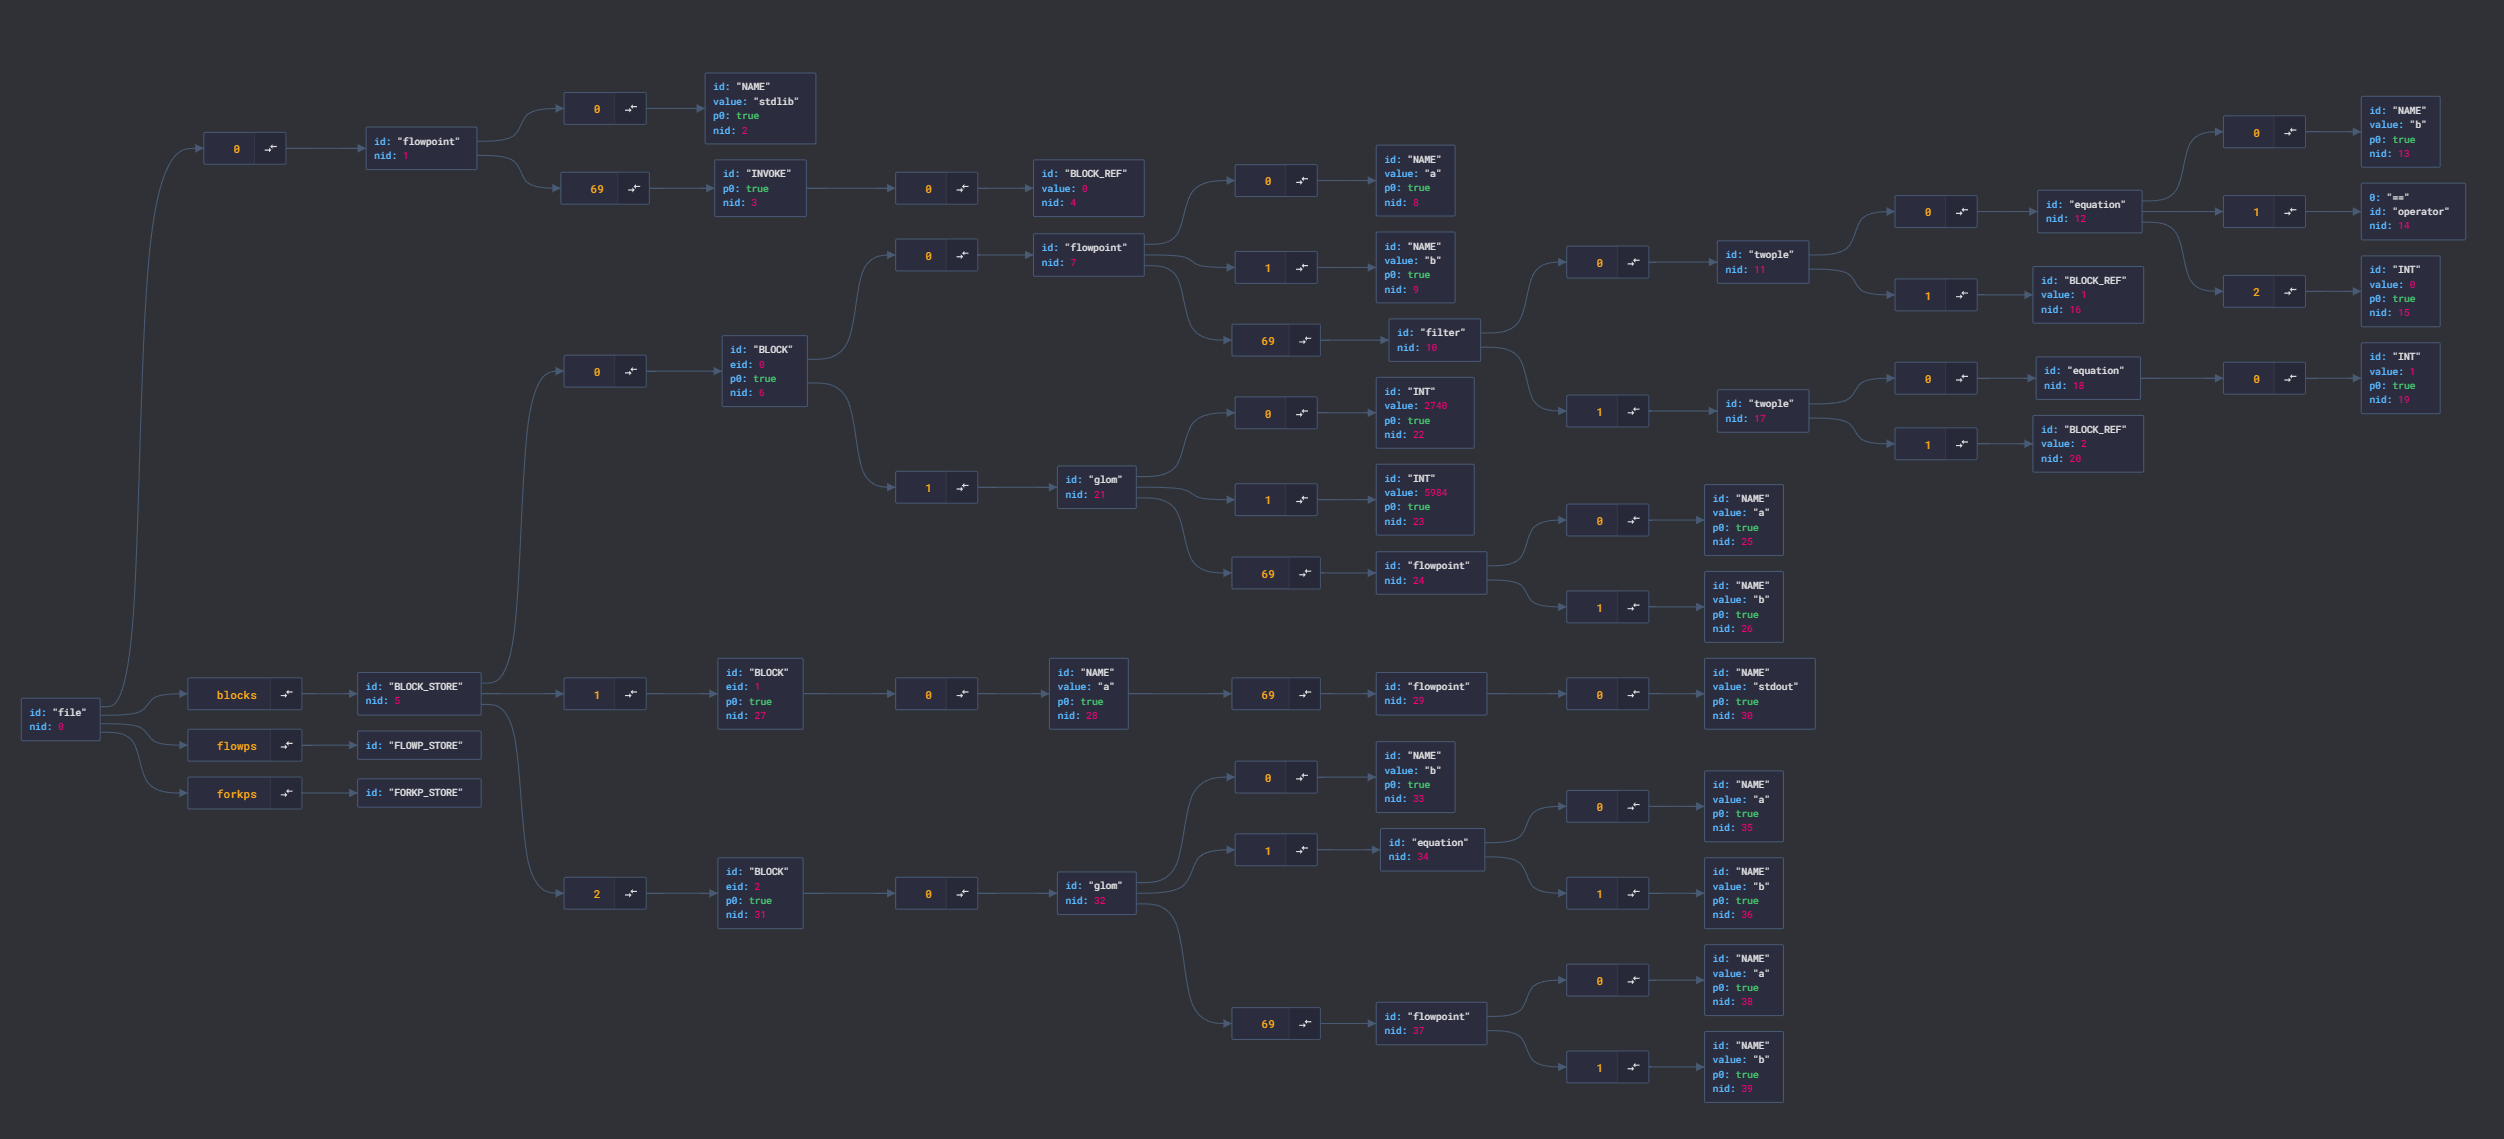 0
id: "flowpoint"
nid: 1
0
id: "NAME"
value: "stdlib"
p0: true
nid: 2
69
id: "INVOKE"
p0: true
nid: 3
0
id: "BLOCK_REF"
value: 0
nid: 4
id: "file"
nid: 0
blocks
id: "BLOCK_STORE"
nid: 5
0
id: "BLOCK"
eid: 0
p0: true
nid: 6
0
id: "flowpoint"
nid: 7
0
id: "NAME"
value: "a"
p0: true
nid: 8
1
id: "NAME"
value: "b"
p0: true
nid: 9
69
id: "filter"
nid: 10
0
id: "twople"
nid: 11
0
id: "equation"
nid: 12
0
id: "NAME"
value: "b"
p0: true
nid: 13
1
0: "=="
id: "operator"
nid: 14
2
id: "INT"
value: 0
p0: true
nid: 15
1
id: "BLOCK_REF"
value: 1
nid: 16
1
id: "twople"
nid: 17
0
id: "equation"
nid: 18
0
id: "INT"
value: 1
p0: true
nid: 19
1
id: "BLOCK_REF"
value: 2
nid: 20
1
id: "glom"
nid: 21
0
id: "INT"
value: 2740
p0: true
nid: 22
1
id: "INT"
value: 5984
p0: true
nid: 23
69
id: "flowpoint"
nid: 24
0
id: "NAME"
value: "a"
p0: true
nid: 25
1
id: "NAME"
value: "b"
p0: true
nid: 26
1
id: "BLOCK"
eid: 1
p0: true
nid: 27
0
id: "NAME"
value: "a"
p0: true
nid: 28
69
id: "flowpoint"
nid: 29
0
id: "NAME"
value: "stdout"
p0: true
nid: 30
2
id: "BLOCK"
eid: 2
p0: true
nid: 31
0
id: "glom"
nid: 32
0
id: "NAME"
value: "b"
p0: true
nid: 33
1
id: "equation"
nid: 34
0
id: "NAME"
value: "a"
p0: true
nid: 35
1
id: "NAME"
value: "b"
p0: true
nid: 36
69
id: "flowpoint"
nid: 37
0
id: "NAME"
value: "a"
p0: true
nid: 38
1
id: "NAME"
value: "b"
p0: true
nid: 39
flowps
id: "FLOWP_STORE"
forkps
id: "FORKP_STORE"